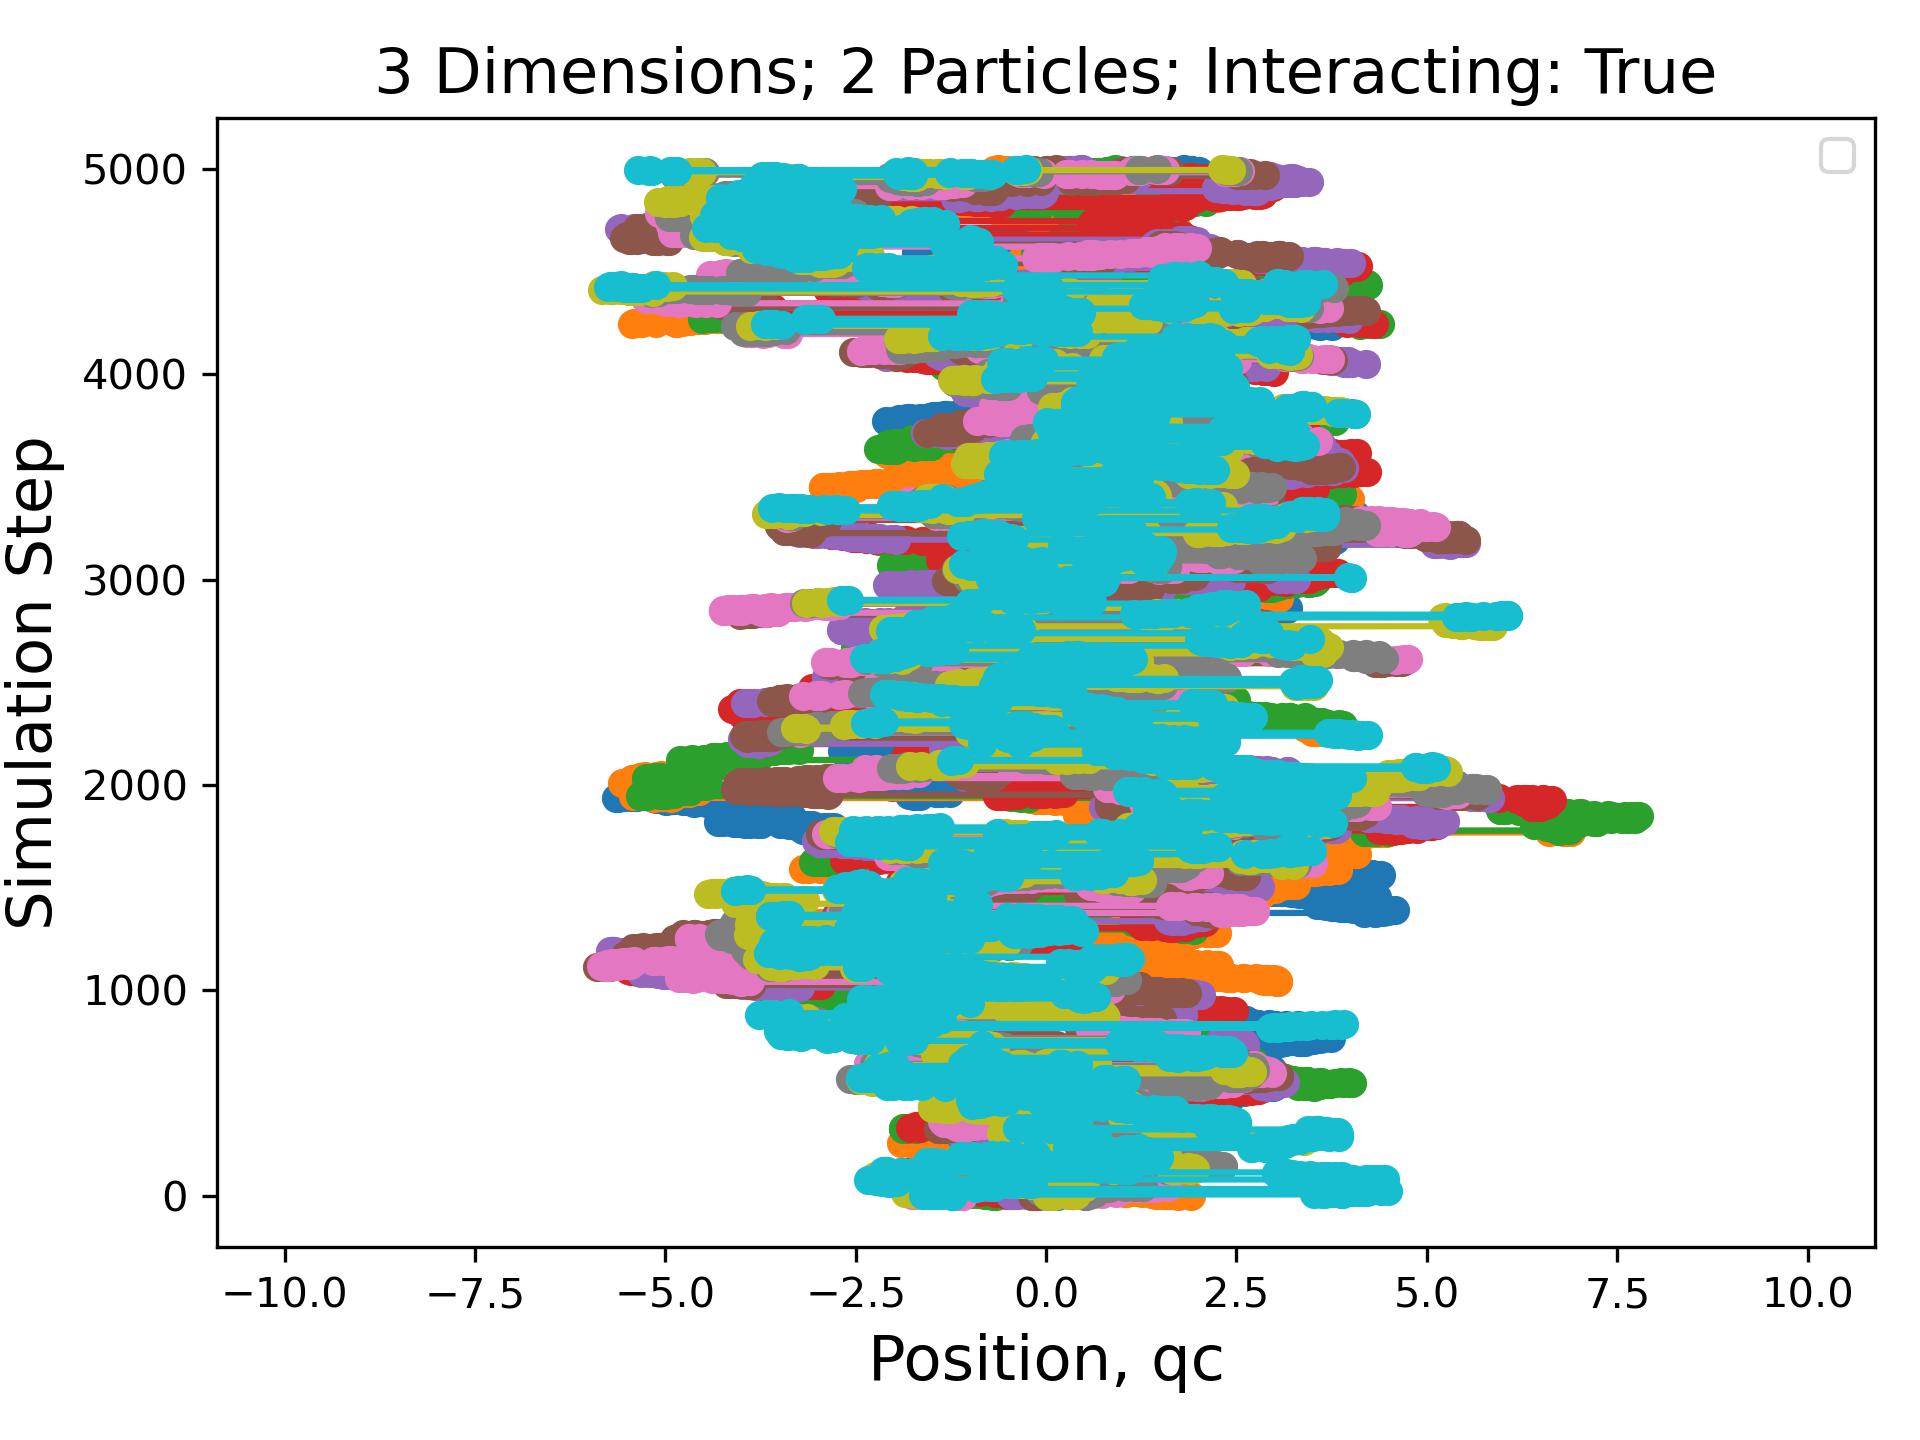 3 Dimensions; 2 Particles; Interacting: True
5000
4000
3000
2000
1000
0
Simulation Step
−10.0 −7.5 −5.0 −2.5 0.0 2.5 5.0 7.5 10.0
Position, qc